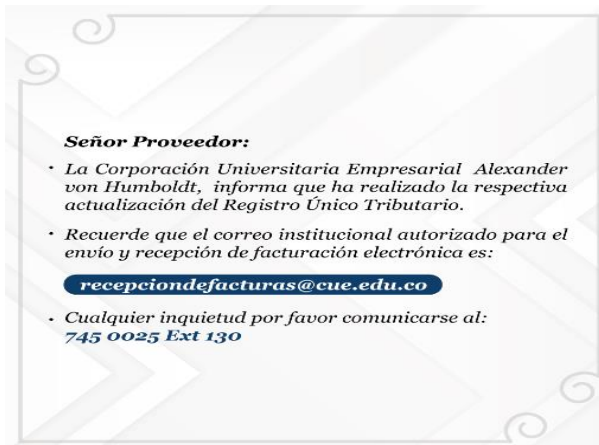 Señor Proveedor:
· La Corporación Universitaria Empresarial Alexander
von Humboldt, informa que ha realizado la respectiva
actualización del Registro Único Tributario.
· Recuerde que el correo institucional autorizado para el
envío y recepción de facturación electrónica es:
recepciondefacturas@cue.edu.co
· Cualquier inquietud por favor comunicarse al:
745 0025 Ext 130